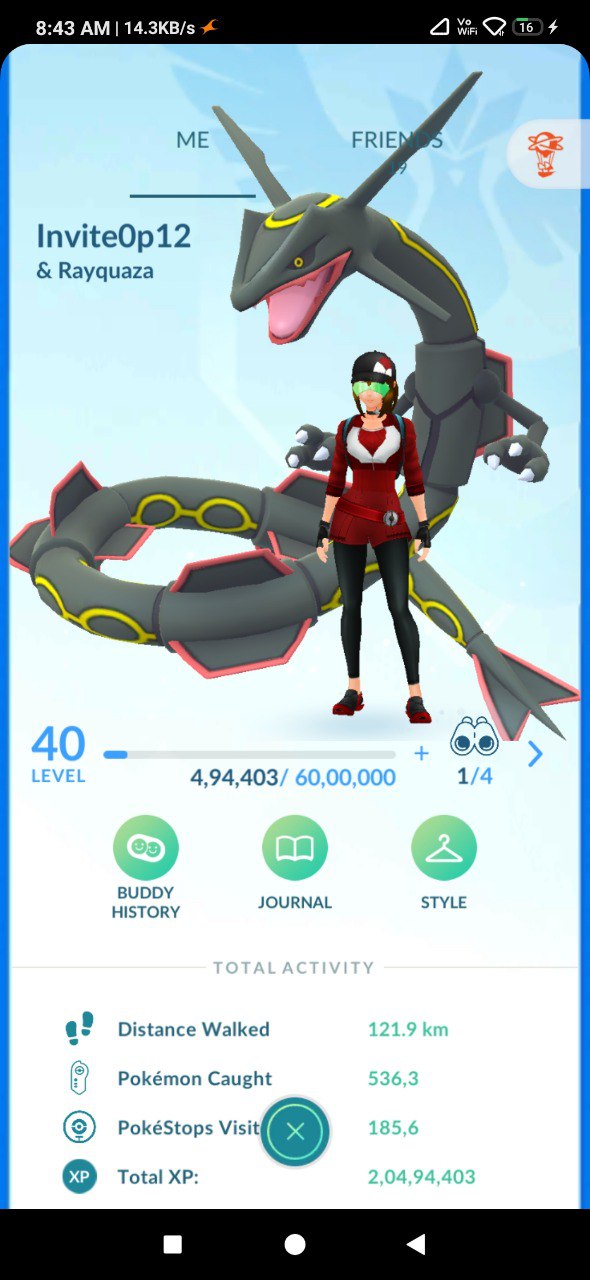 8:43 AM | 14.3KB/s
Vo
WiFi
16
ME
FRIENDS
Invite0p12
& Rayquaza
40
LEVEL
4,94,403/ 60,00,000
+
1/4
BUDDY
HISTORY
JOURNAL
STYLE
TOTAL ACTIVITY
Distance Walked 121.9 km
Pokémon Caught 536,3
PokéStops Visit 185,6
XP Total XP: 2,04,94,403